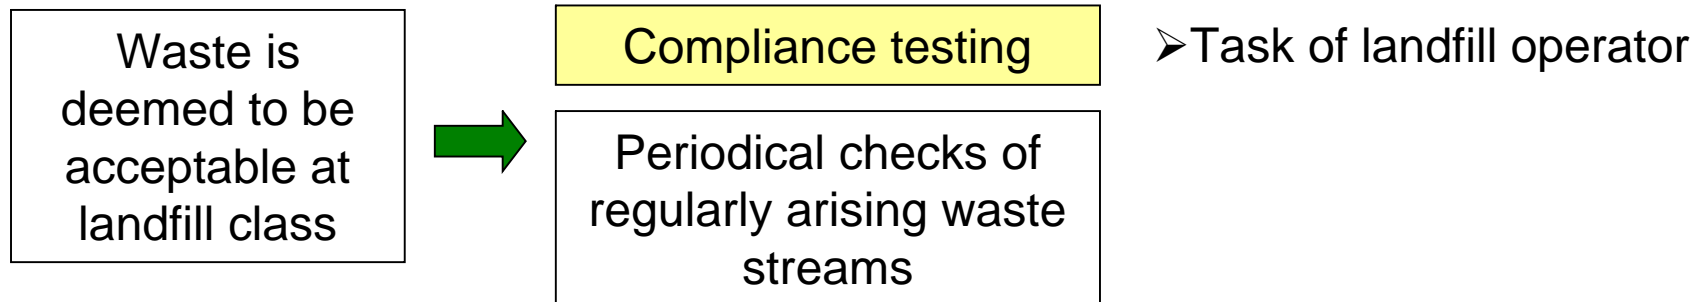 Waste is
deemed to be
acceptable at
landfill class
Compliance testing
Periodical checks of
regularly arising waste
streams
➢Task of landfill operator